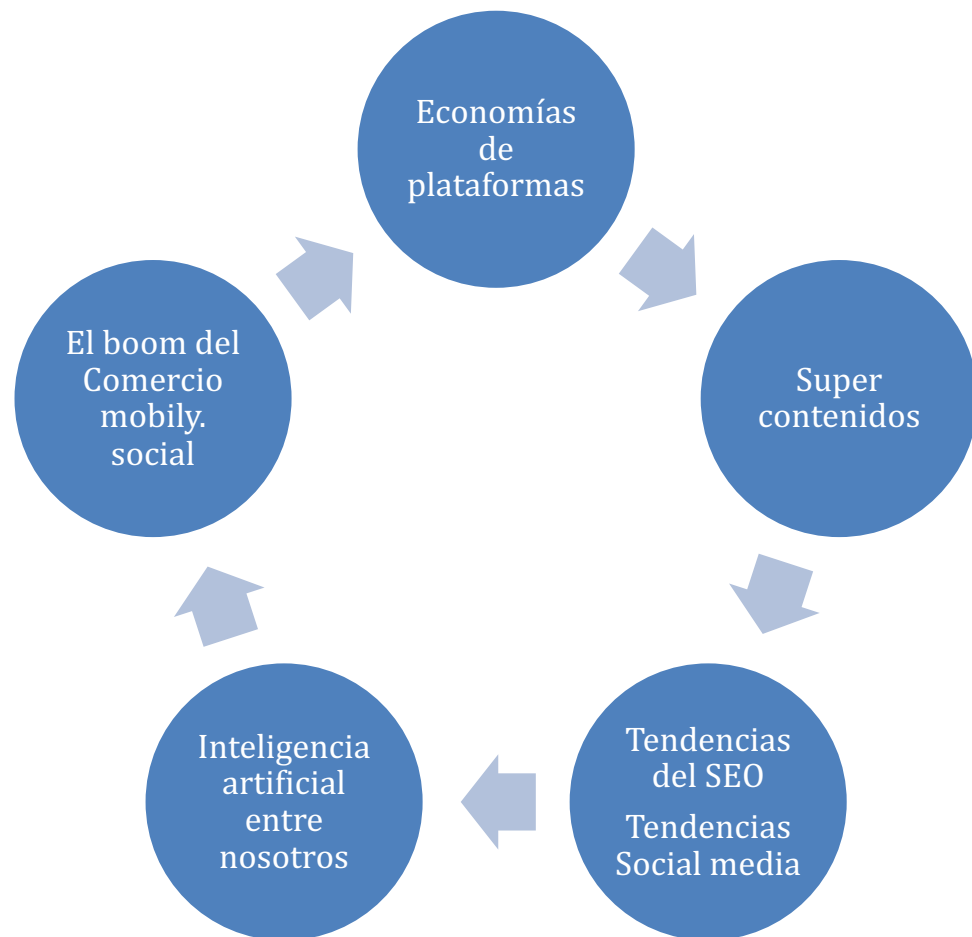 Economías
de
plataformas
Super
contenidos
Tendencias
del SEO
Tendencias
Social media
Inteligencia
artificial
entre
nosotros
El boom del
Comercio
mobily.
social